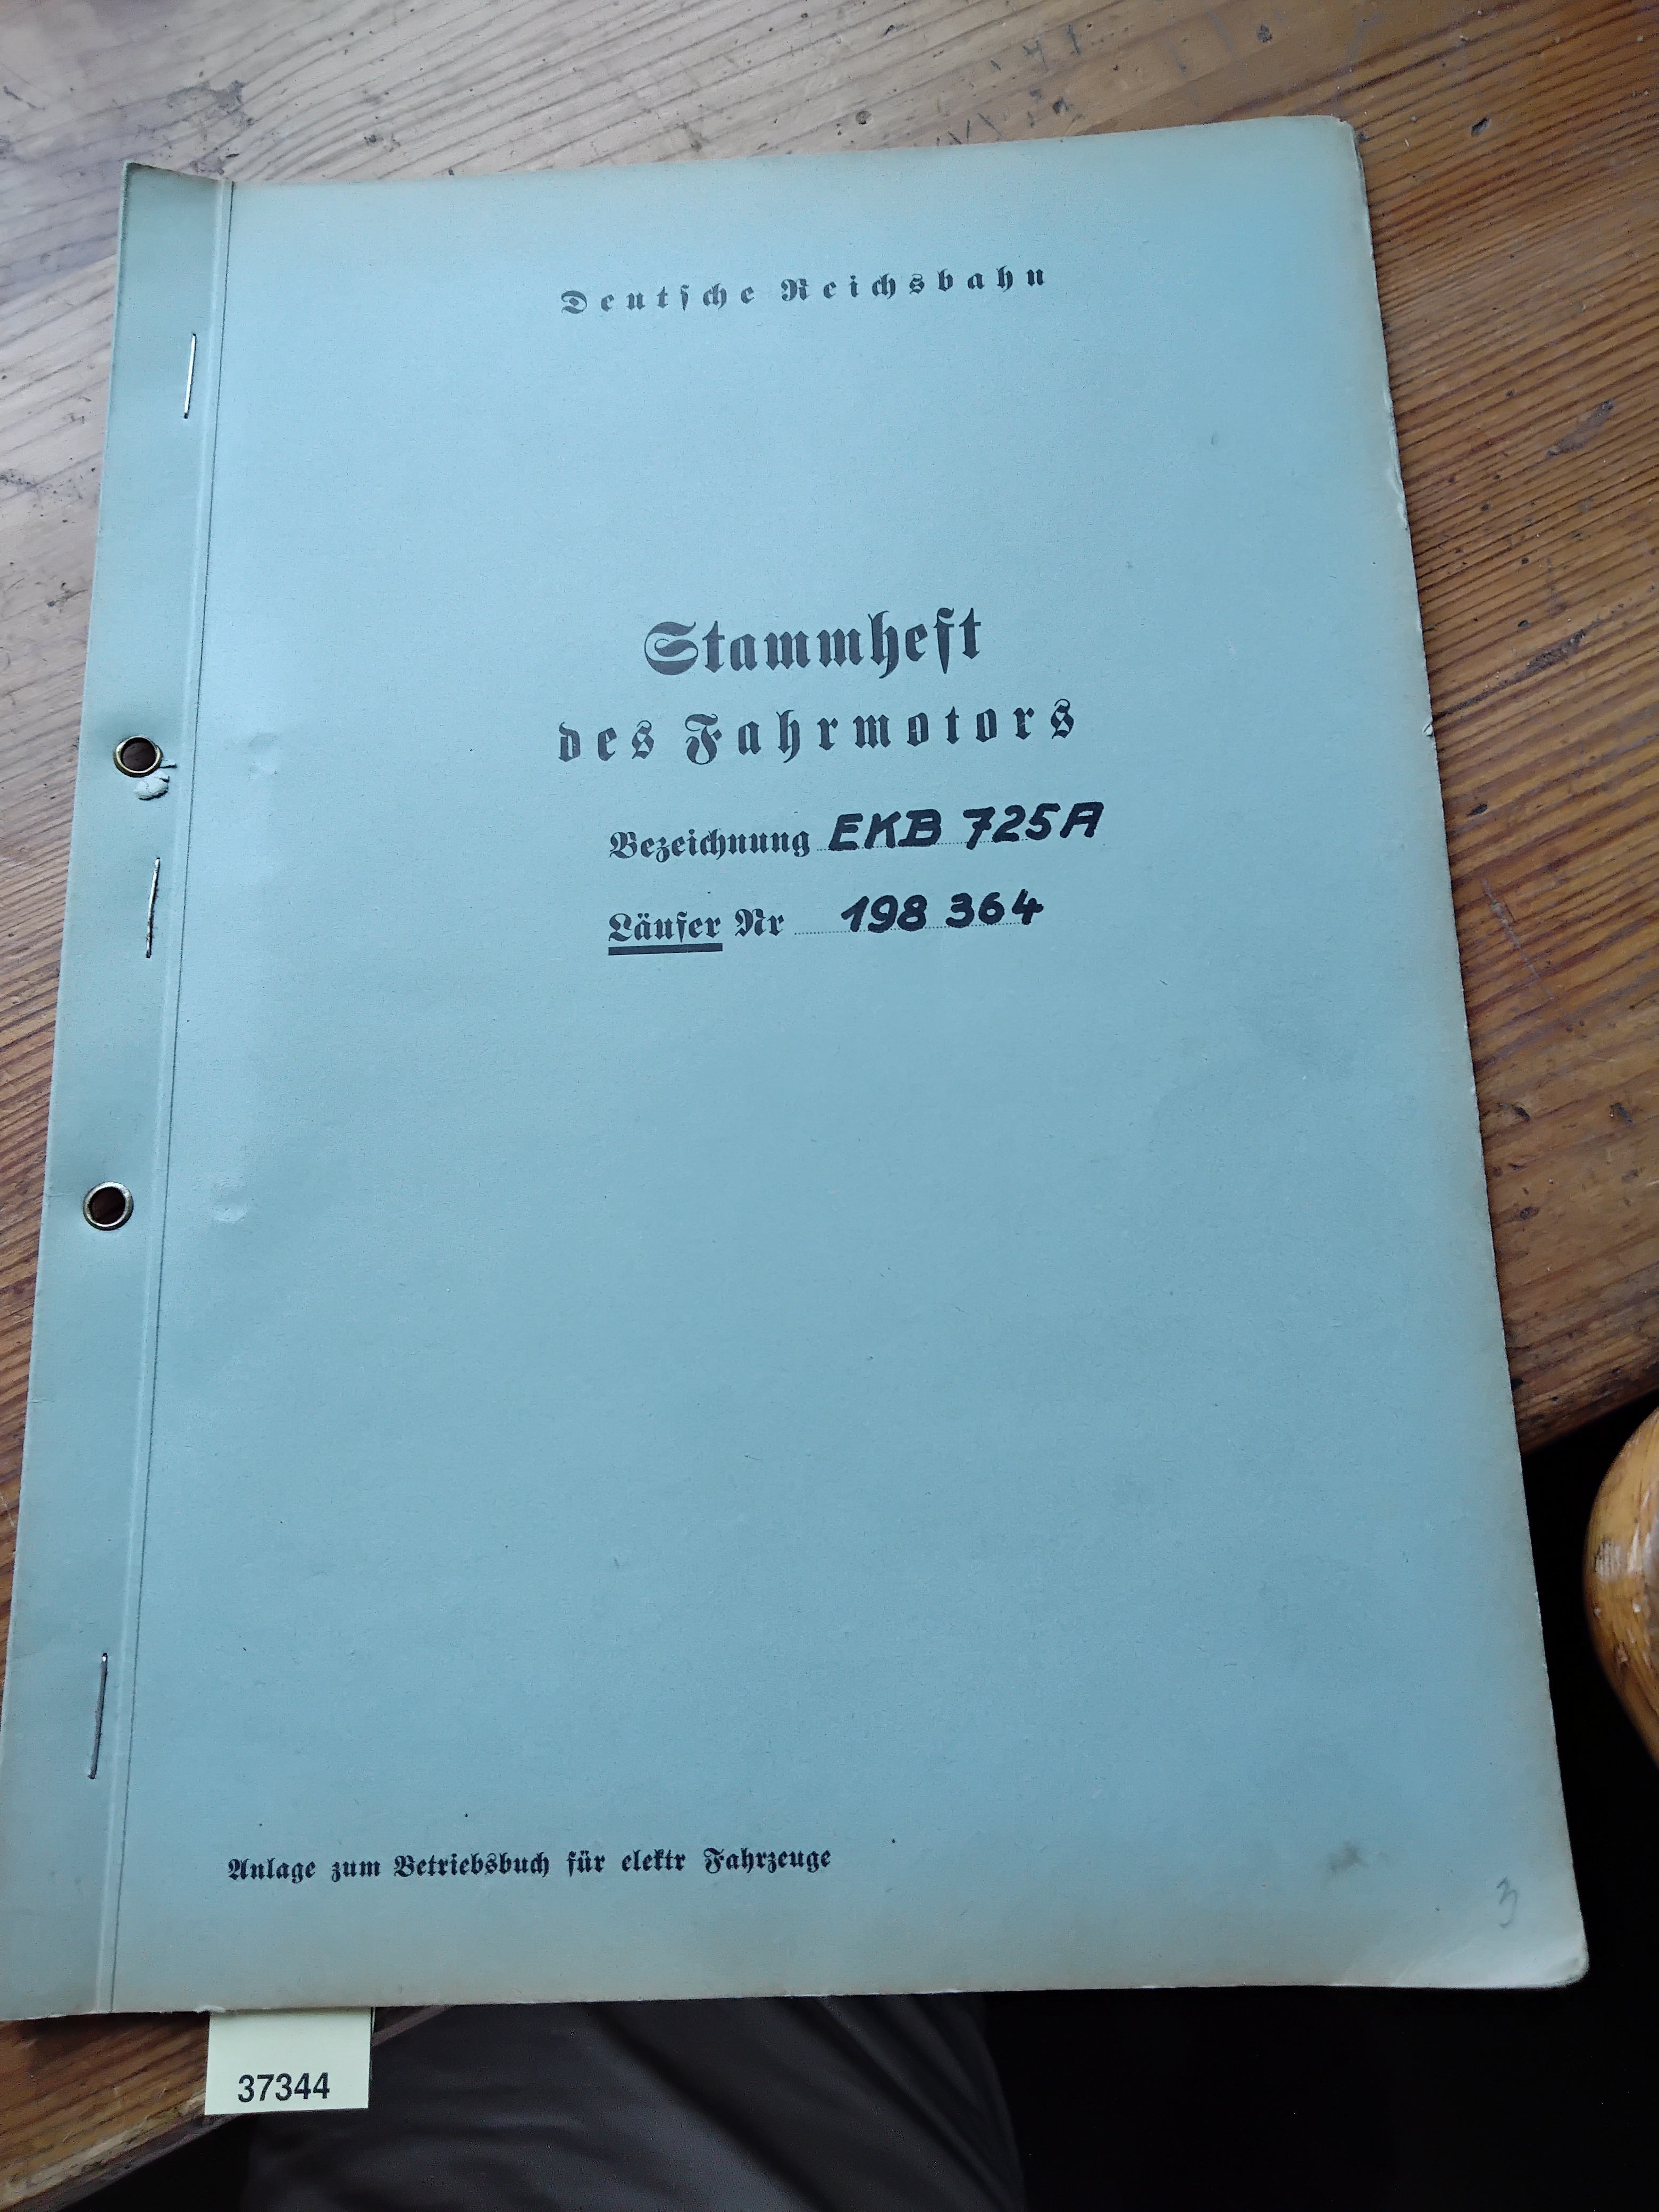 Deutsche Reichsbahn
Stammheft
des Fahrmotors
Bezeichnung EKB 725A
Läufer Nr 198 364
Anlage zum Betriebsbuch für elektr Fahrzeuge
3
37344